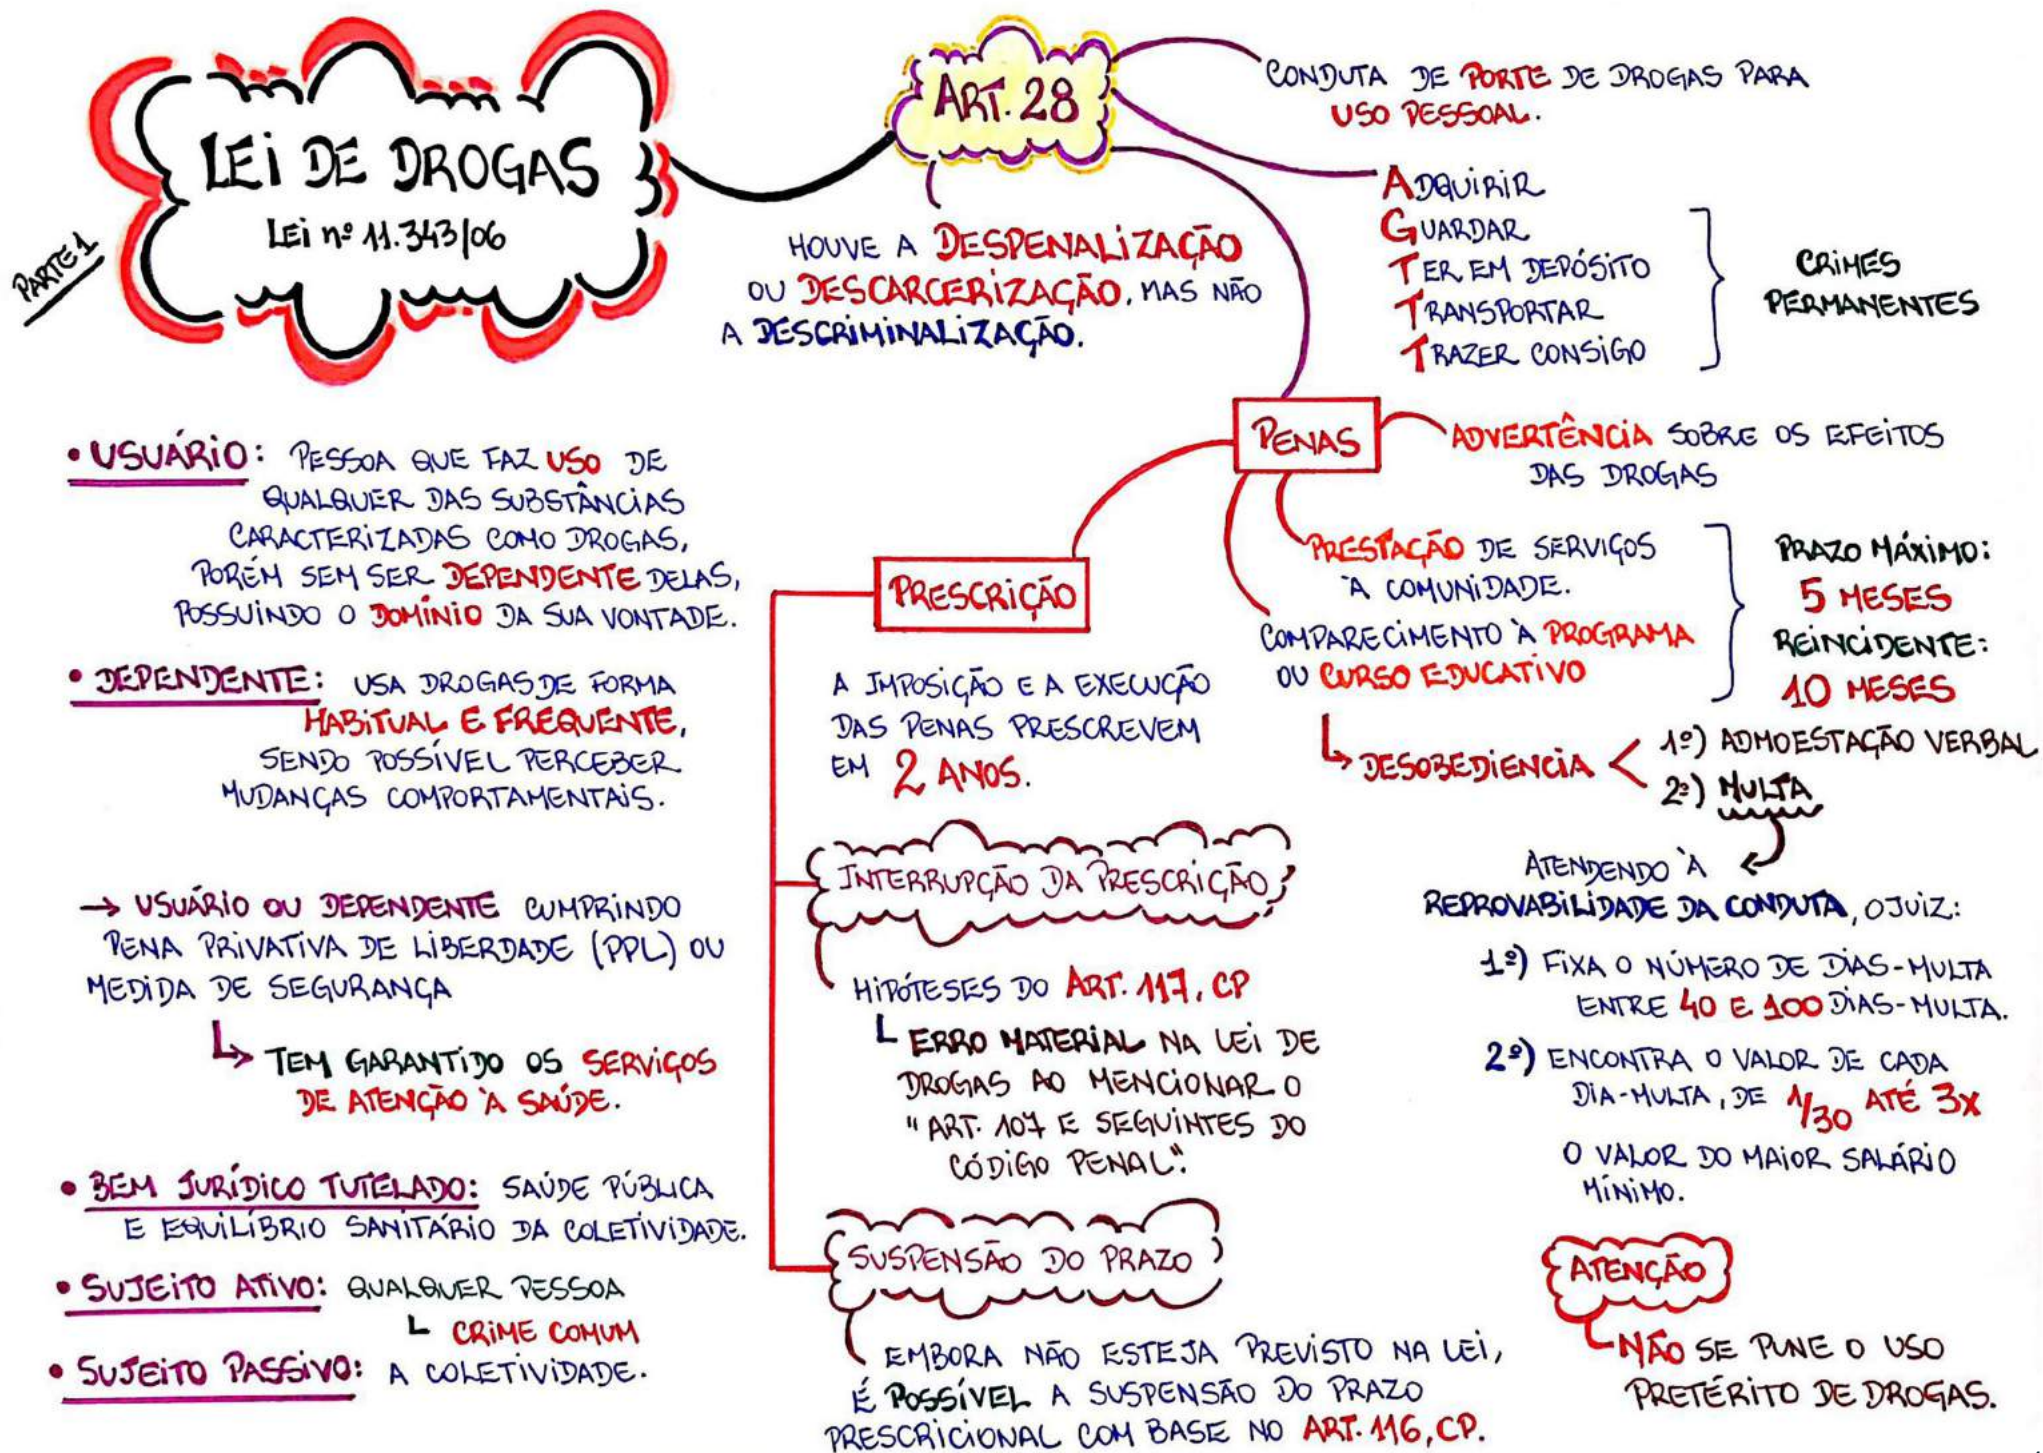 PARTE 1
LEI DE DROGAS
LEI nº 11.343/06
ART. 28
CONDUTA DE PORTE DE DROGAS PARA
USO PESSOAL.
ADQUIRIR
GUARDAR
TER EM DEPÓSITO
TRANSPORTAR
TRAZER CONSIGO
CRIMES
PERMANENTES
HOUVE A DESPENALIZAÇÃO
OU DESCARCERIZAÇÃO, MAS NÃO
A DESCRIMINALIZAÇÃO.
• USUÁRIO: PESSOA QUE FAZ USO DE
QUALQUER DAS SUBSTÂNCIAS
CARACTERIZADAS COMO DROGAS,
PORÉM SEM SER DEPENDENTE DELAS,
POSSUINDO O DOMÍNIO DA SUA VONTADE.
• DEPENDENTE: USA DROGAS DE FORMA
HABITUAL E FREQUENTE,
SENDO POSSÍVEL PERCEBER
MUDANÇAS COMPORTAMENTAIS.
→ USUÁRIO OU DEPENDENTE CUMPRINDO
PENA PRIVATIVA DE LIBERDADE (PPL) OU
MEDIDA DE SEGURANÇA
↳ TEM GARANTIDO OS SERVIÇOS
DE ATENÇÃO À SAÚDE.
• BEM JURÍDICO TUTELADO: SAÚDE PÚBLICA
E EQUILÍBRIO SANITÁRIO DA COLETIVIDADE.
• SUJEITO ATIVO: QUALQUER PESSOA
CRIME COMUM
• SUJEITO PASSIVO: A COLETIVIDADE.
PENAS
ADVERTÊNCIA SOBRE OS EFEITOS
DAS DROGAS
PRESTAÇÃO DE SERVIÇOS
À COMUNIDADE.
COMPARECIMENTO À PROGRAMA
OU CURSO EDUCATIVO
PRAZO MÁXIMO:
5 MESES
REINCIDENTE:
10 MESES
↳ DESOBEDIENCIA <
1º) ADMOESTAÇÃO VERBAL
2º) MULTA
ATENDENDO À
REPROVABILIDADE DA CONDUTA, O JUIZ:
1º) FIXA O NÚMERO DE DIAS-MULTA
ENTRE 40 E 100 DIAS-MULTA.
2º) ENCONTRA O VALOR DE CADA
DIA-MULTA, DE 1/30 ATÉ 3X
O VALOR DO MAIOR SALÁRIO
MÍNIMO.
ATENÇÃO
NÃO SE PUNE O USO
PRETÉRITO DE DROGAS.
PRESCRIÇÃO
A IMPOSIÇÃO E A EXECUÇÃO
DAS PENAS PRESCREVEM
EM 2 ANOS.
INTERRUPÇÃO DA PRESCRIÇÃO
HIPÓTESES DO ART. 117, CP
ERRO MATERIAL NA LEI DE
DROGAS AO MENCIONAR O
"ART. 107 E SEGUINTES DO
CÓDIGO PENAL".
SUSPENSÃO DO PRAZO
EMBORA NÃO ESTEJA PREVISTO NA LEI,
É POSSÍVEL A SUSPENSÃO DO PRAZO
PRESCRICIONAL COM BASE NO ART. 116, CP.